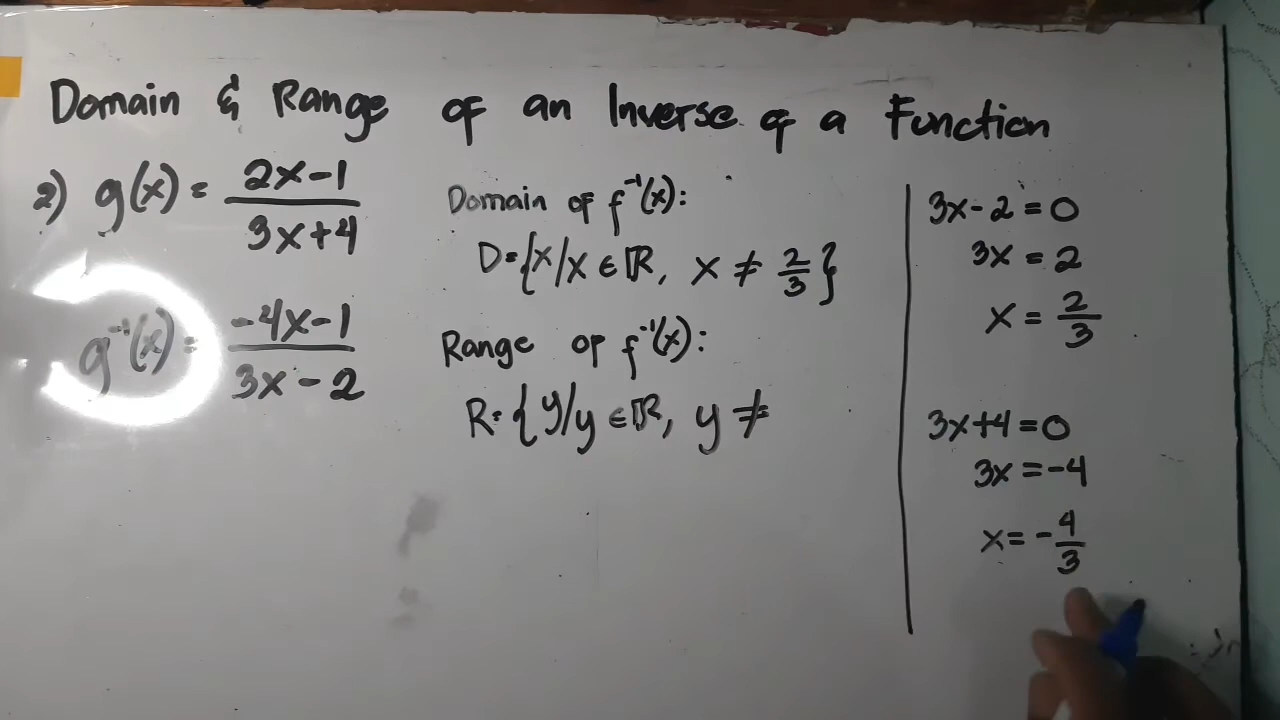 Domain & Range of an Inverse of a Function
2) g(x) = (2x-1)/(3x+4)
g⁻¹(x) = (-4x-1)/(3x-2)
Domain of f⁻¹(x):
D={x/x ∈ ℝ, x ≠ 2/3}
Range of f⁻¹(x):
R={y/y ∈ ℝ, y ≠
3x-2=0
3x = 2
x = 2/3
3x+4=0
3x =-4
x=-4/3